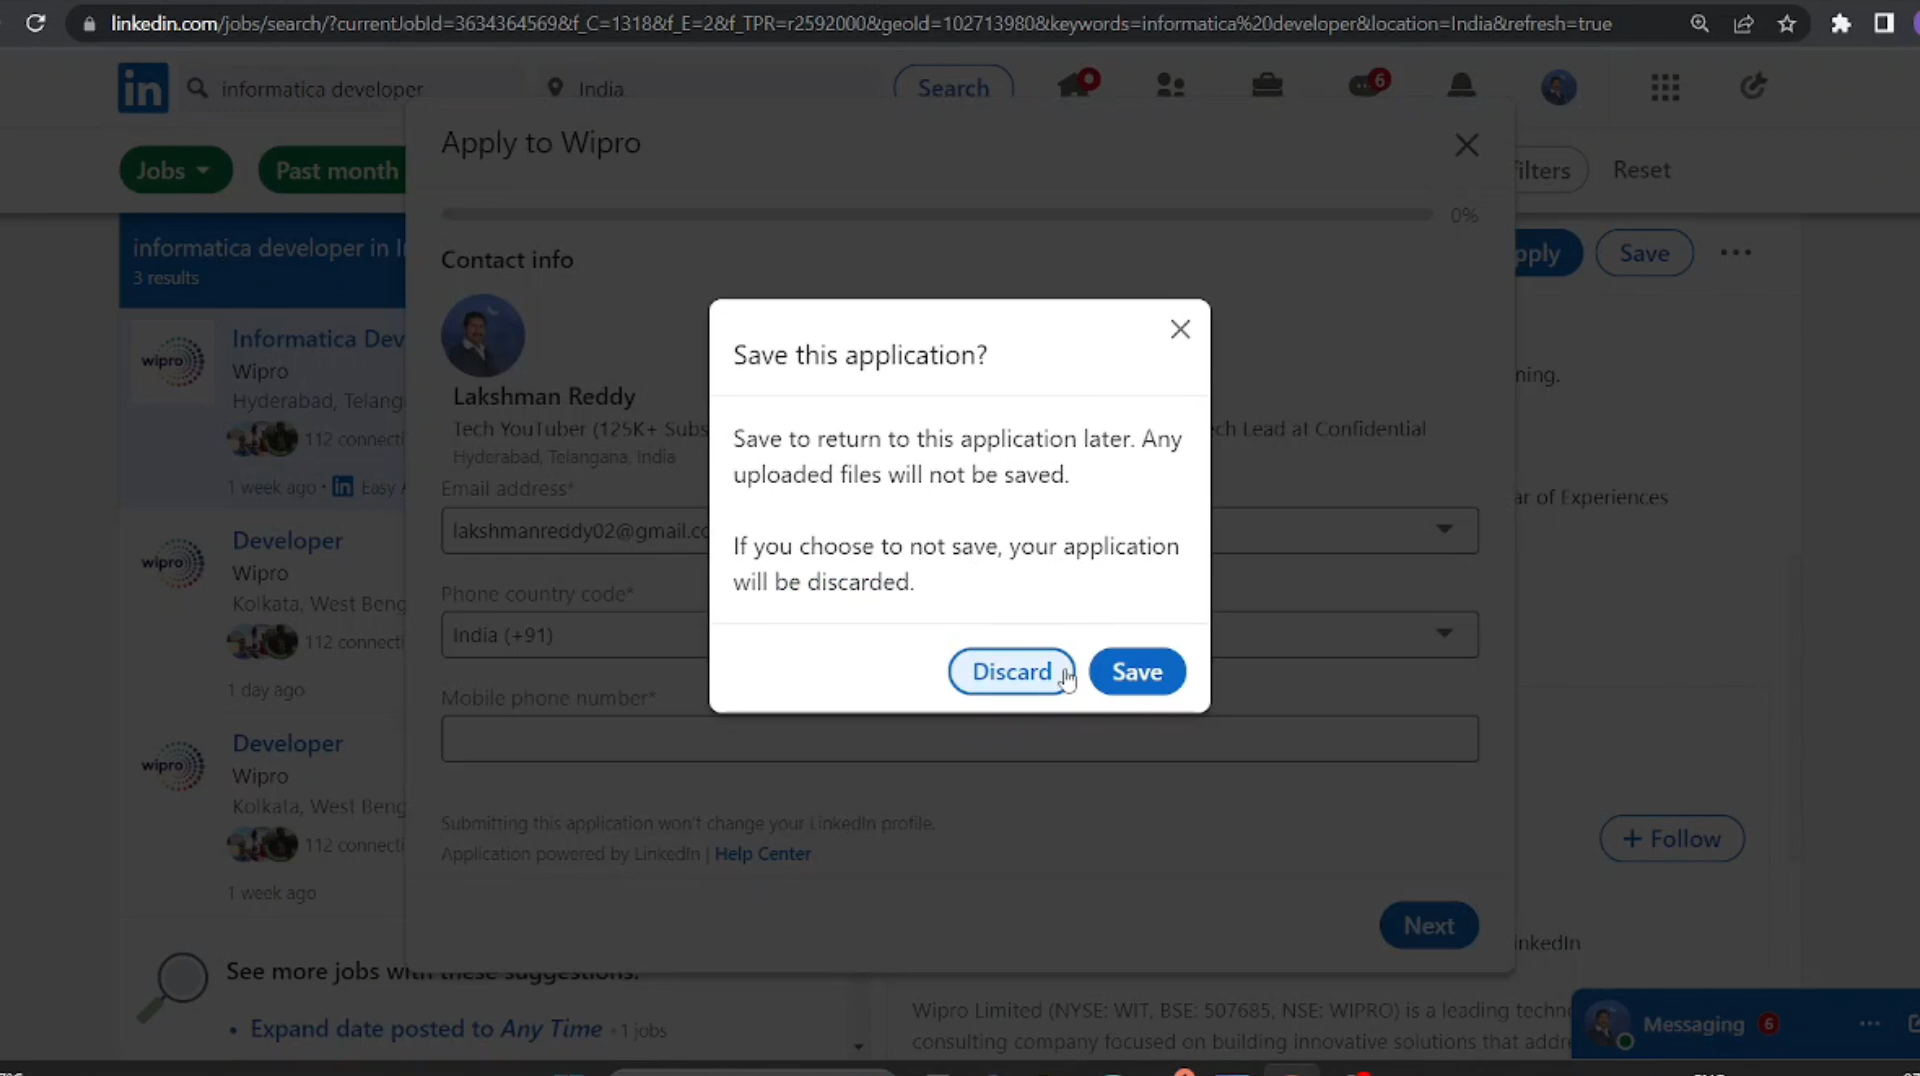 linkedin.com/jobs/search/?currentJobId=3634364569&f_C=1318&f_E=2&f_TPR=r2592000&geoId=102713980&keywords=informatica%20developer&location=India&refresh=true
in
informatica developer
India
Search
6
Jobs
Past month
Apply to Wipro
Reset
0%
informatica developer in
3 results
Contact info
Save
Save this application?
Save to return to this application later. Any
uploaded files will not be saved.
If you choose to not save, your application
will be discarded.
Discard
Save
wipro
Informatica Dev
Wipro
Hyderabad, Telang
112 connecti
1 week ago · in Easy
Lakshman Reddy
Tech YouTuber (125K+ Subs
ch Lead at Confidential
Hyderabad, Telangana, India
Email address*
lakshmanreddy02@gmail.c
ning.
ar of Experiences
wipro
Developer
Wipro
Kolkata, West Beng
112 connecti
1 day ago
Phone country code*
India (+91)
Mobile phone number*
wipro
Developer
Wipro
Kolkata, West Beng
112 connecti
1 week ago
Submitting this application won't change your LinkedIn profile.
Application powered by LinkedIn | Help Center
+ Follow
Next
inkedIn
See more jobs with these suggestions.
• Expand date posted to Any Time · 1 jobs
Wipro Limited (NYSE: WIT, BSE: 507685, NSE: WIPRO) is a leading techn
consulting company focused on building innovative solutions that addr
Messaging 6